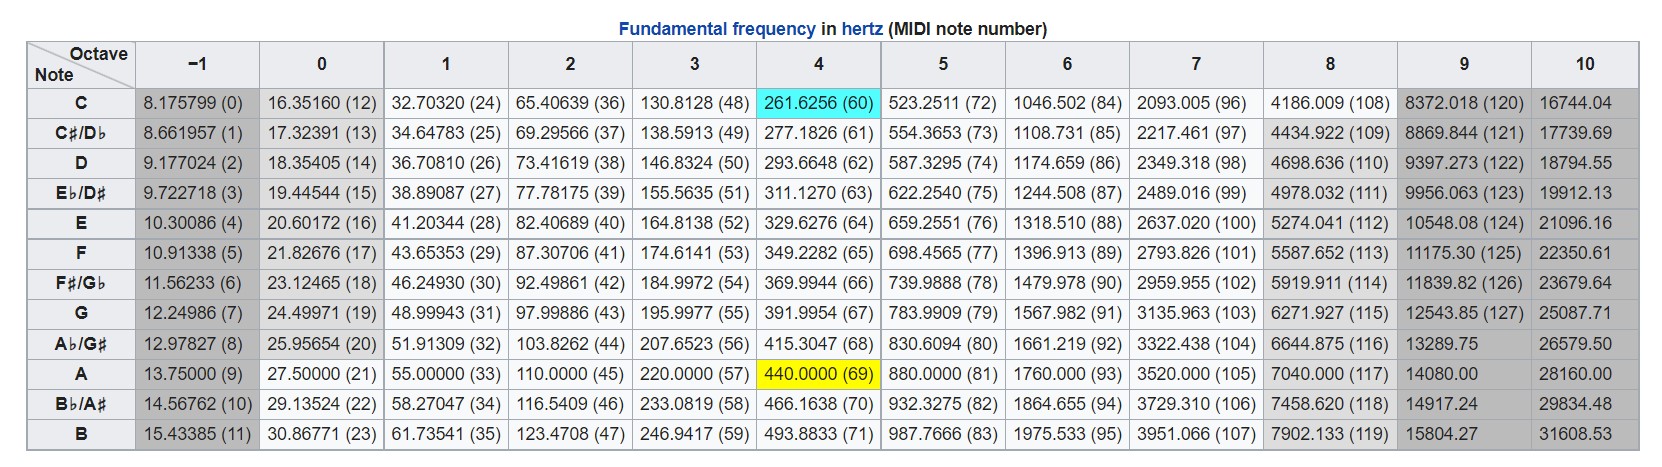 Fundamental frequency in hertz (MIDI note number)
Octave
Note −1 0 1 2 3 4 5 6 7 8 9 10
C 8.175799 (0) 16.35160 (12) 32.70320 (24) 65.40639 (36) 130.8128 (48) 261.6256 (60) 523.2511 (72) 1046.502 (84) 2093.005 (96) 4186.009 (108) 8372.018 (120) 16744.04
C♯/D♭ 8.661957 (1) 17.32391 (13) 34.64783 (25) 69.29566 (37) 138.5913 (49) 277.1826 (61) 554.3653 (73) 1108.731 (85) 2217.461 (97) 4434.922 (109) 8869.844 (121) 17739.69
D 9.177024 (2) 18.35405 (14) 36.70810 (26) 73.41619 (38) 146.8324 (50) 293.6648 (62) 587.3295 (74) 1174.659 (86) 2349.318 (98) 4698.636 (110) 9397.273 (122) 18794.55
E♭/D♯ 9.722718 (3) 19.44544 (15) 38.89087 (27) 77.78175 (39) 155.5635 (51) 311.1270 (63) 622.2540 (75) 1244.508 (87) 2489.016 (99) 4978.032 (111) 9956.063 (123) 19912.13
E 10.30086 (4) 20.60172 (16) 41.20344 (28) 82.40689 (40) 164.8138 (52) 329.6276 (64) 659.2551 (76) 1318.510 (88) 2637.020 (100) 5274.041 (112) 10548.08 (124) 21096.16
F 10.91338 (5) 21.82676 (17) 43.65353 (29) 87.30706 (41) 174.6141 (53) 349.2282 (65) 698.4565 (77) 1396.913 (89) 2793.826 (101) 5587.652 (113) 11175.30 (125) 22350.61
F♯/G♭ 11.56233 (6) 23.12465 (18) 46.24930 (30) 92.49861 (42) 184.9972 (54) 369.9944 (66) 739.9888 (78) 1479.978 (90) 2959.955 (102) 5919.911 (114) 11839.82 (126) 23679.64
G 12.24986 (7) 24.49971 (19) 48.99943 (31) 97.99886 (43) 195.9977 (55) 391.9954 (67) 783.9909 (79) 1567.982 (91) 3135.963 (103) 6271.927 (115) 12543.85 (127) 25087.71
A♭/G♯ 12.97827 (8) 25.95654 (20) 51.91309 (32) 103.8262 (44) 207.6523 (56) 415.3047 (68) 830.6094 (80) 1661.219 (92) 3322.438 (104) 6644.875 (116) 13289.75 26579.50
A 13.75000 (9) 27.50000 (21) 55.00000 (33) 110.0000 (45) 220.0000 (57) 440.0000 (69) 880.0000 (81) 1760.000 (93) 3520.000 (105) 7040.000 (117) 14080.00 28160.00
B♭/A♯ 14.56762 (10) 29.13524 (22) 58.27047 (34) 116.5409 (46) 233.0819 (58) 466.1638 (70) 932.3275 (82) 1864.655 (94) 3729.310 (106) 7458.620 (118) 14917.24 29834.48
B 15.43385 (11) 30.86771 (23) 61.73541 (35) 123.4708 (47) 246.9417 (59) 493.8833 (71) 987.7666 (83) 1975.533 (95) 3951.066 (107) 7902.133 (119) 15804.27 31608.53